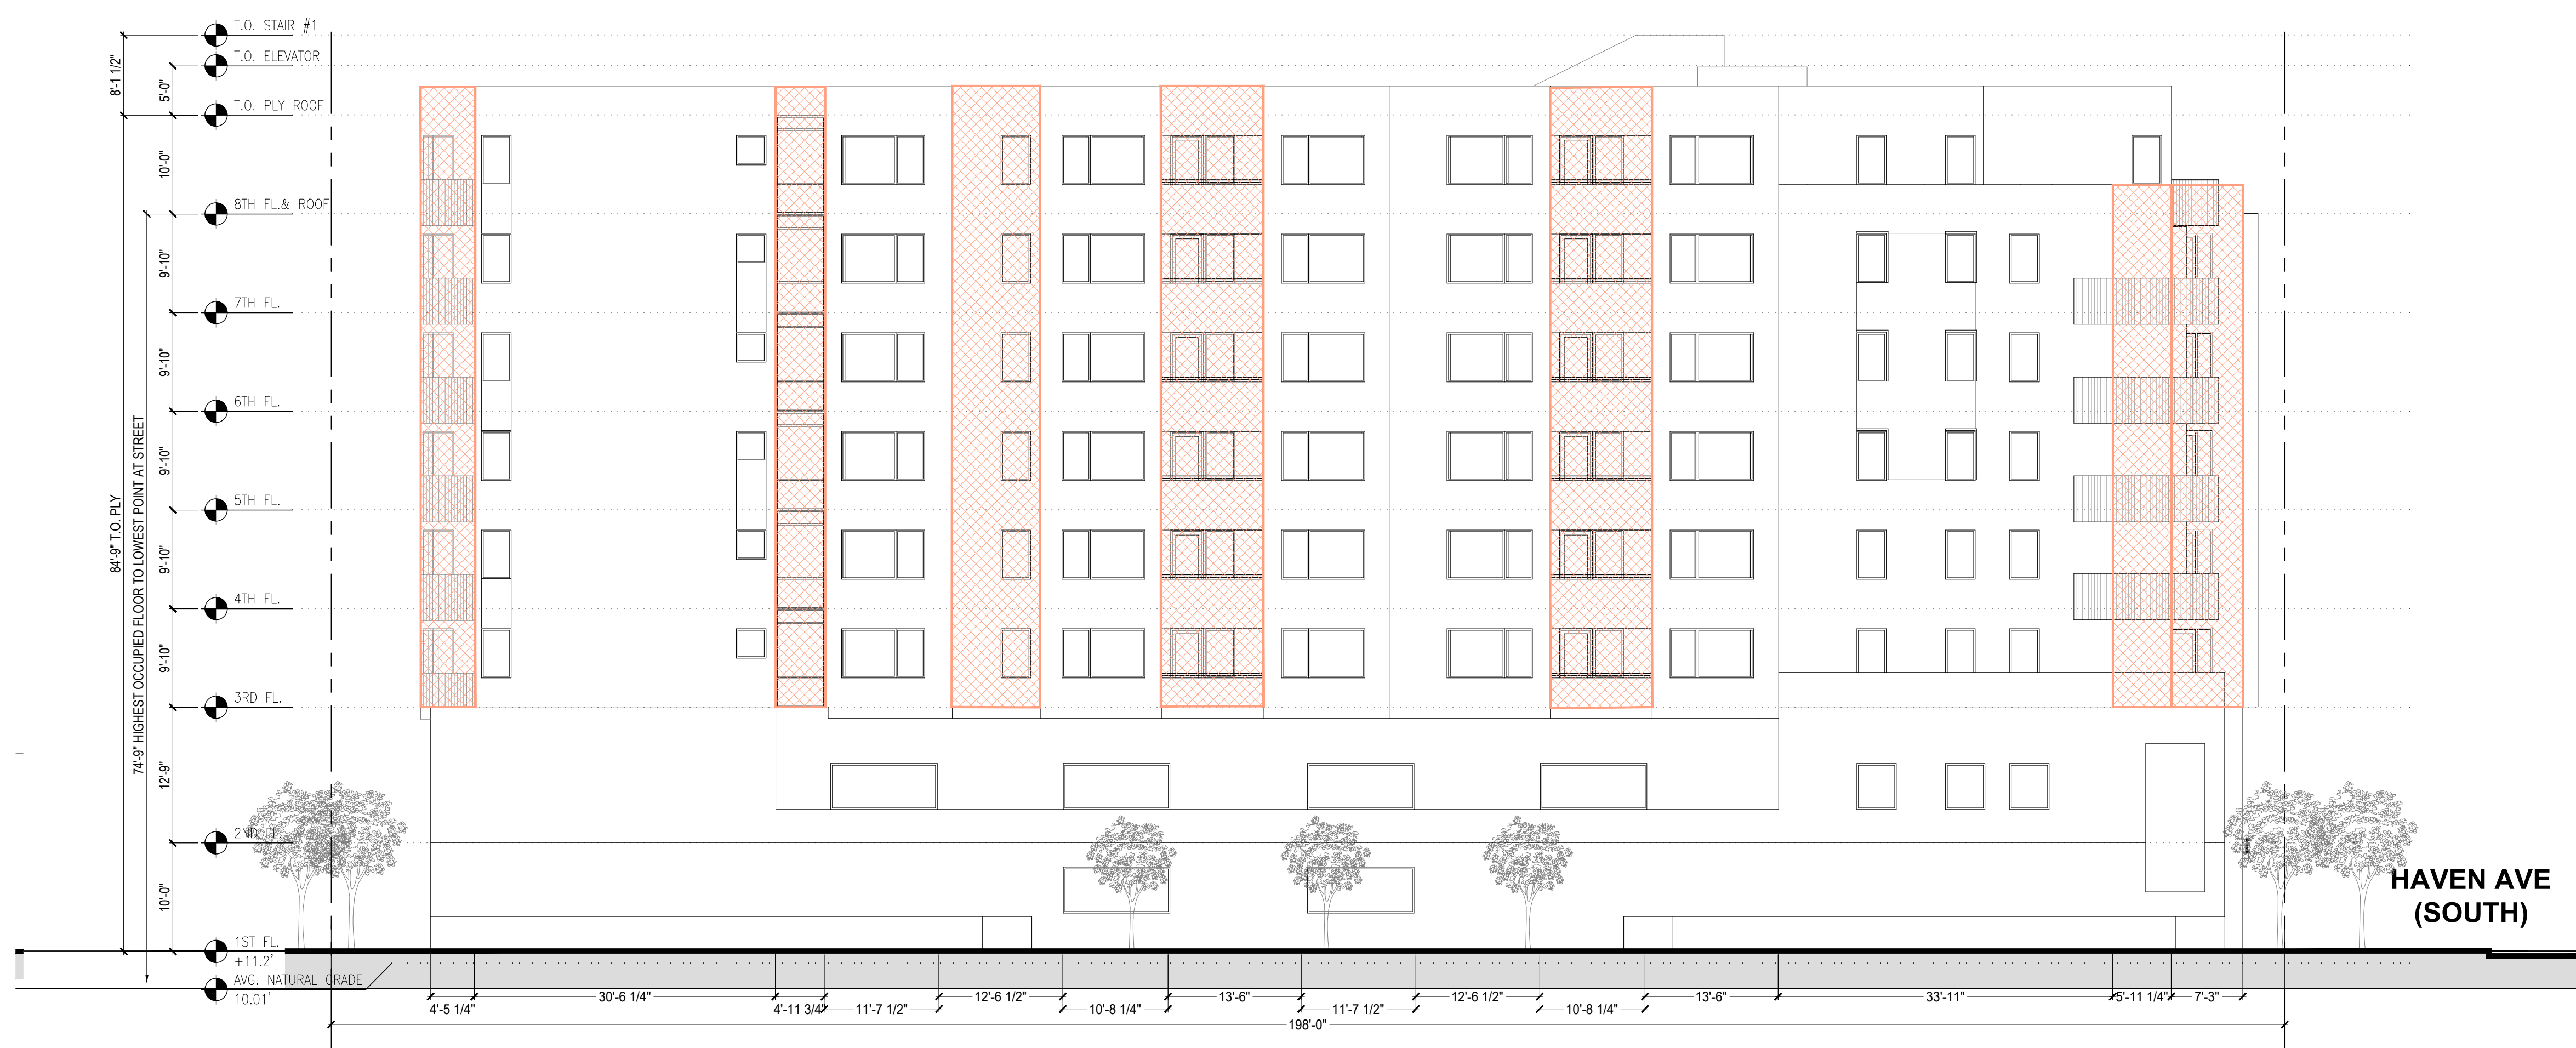 T.O. STAIR #1
T.O. ELEVATOR
T.O. PLY ROOF
8TH FL.& ROOF
7TH FL.
6TH FL.
5TH FL.
4TH FL.
3RD FL.
2ND FL.
1ST FL.
+11.2'
AVG. NATURAL GRADE
10.01'
8'-1 1/2"
5'-0"
10'-0"
9'-10"
9'-10"
9'-10"
9'-10"
9'-10"
12'-9"
10'-0"
84'-9" T.O. PLY
74'-9" HIGHEST OCCUPIED FLOOR TO LOWEST POINT AT STREET
HAVEN AVE
(SOUTH)
4'-5 1/4"
30'-6 1/4"
4'-11 3/4"
11'-7 1/2"
12'-6 1/2"
10'-8 1/4"
13'-6"
11'-7 1/2"
12'-6 1/2"
10'-8 1/4"
13'-6"
33'-11"
5'-11 1/4"
7'-3"
198'-0"